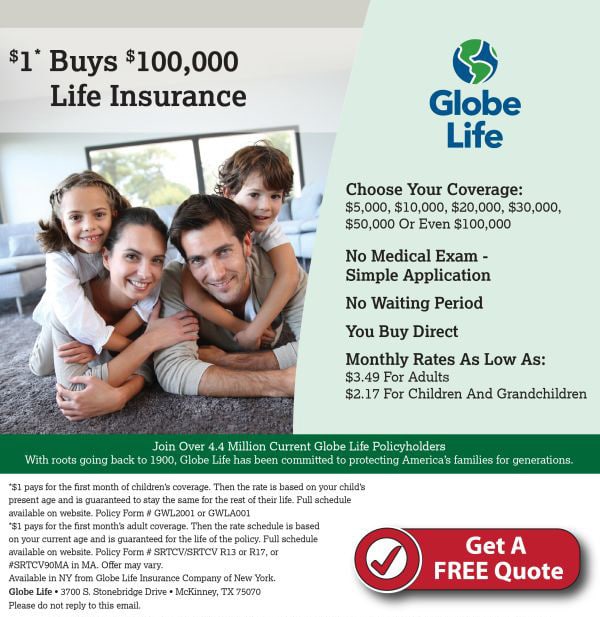 $1* Buys $100,000
Life Insurance
Globe
Life
Choose Your Coverage:
$5,000, $10,000, $20,000, $30,000,
$50,000 Or Even $100,000
No Medical Exam -
Simple Application
No Waiting Period
You Buy Direct
Monthly Rates As Low As:
$3.49 For Adults
$2.17 For Children And Grandchildren
Join Over 4.4 Million Current Globe Life Policyholders
With roots going back to 1900, Globe Life has been committed to protecting America's families for generations.
*$1 pays for the first month of children's coverage. Then the rate is based on your child's
present age and is guaranteed to stay the same for the rest of their life. Full schedule
available on website. Policy Form # GWL2001 or GWLA001
*$1 pays for the first month's adult coverage. Then the rate schedule is based
on your current age and is guaranteed for the life of the policy. Full schedule
available on website. Policy Form # SRTCV/SRTCV R13 or R17, or
#SRTCV90MA in MA. Offer may vary.
Available in NY from Globe Life Insurance Company of New York.
Globe Life • 3700 S. Stonebridge Drive • McKinney, TX 75070
Please do not reply to this email.
Get A
FREE Quote